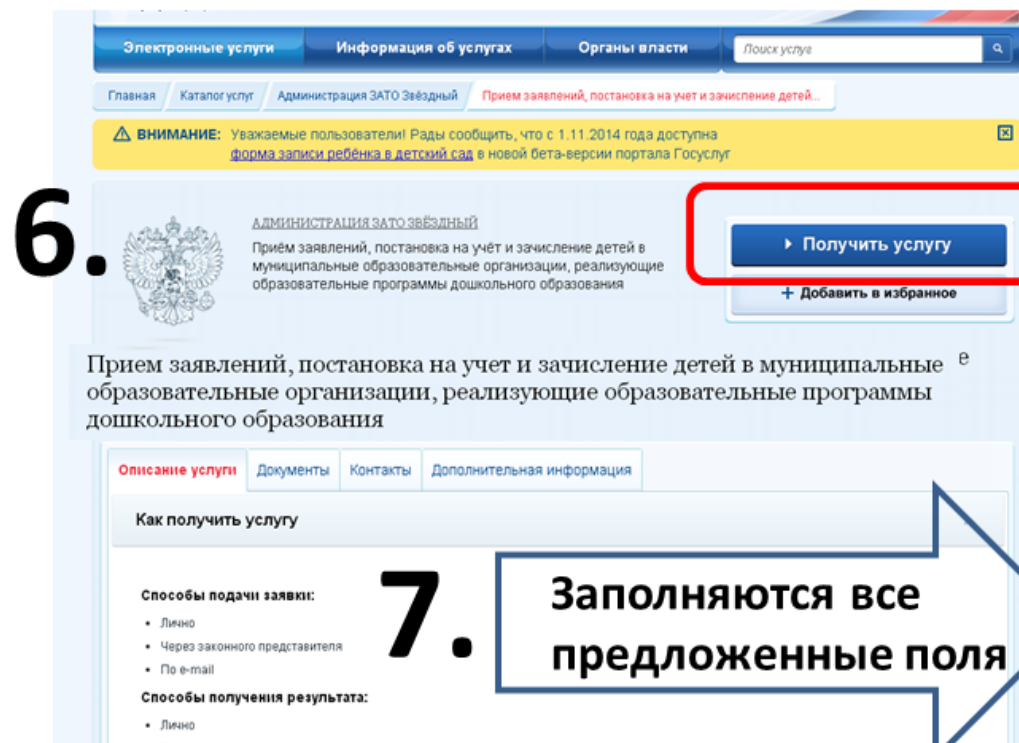 Электронные услуги Информация об услугах Органы власти Поиск услуг
Главная Каталог услуг Администрация ЗАТО Звёздный Прием заявлений, постановка на учет и зачисление детей...
ВНИМАНИЕ: Уважаемые пользователи! Рады сообщить, что с 1.11.2014 года доступна
форма записи ребёнка в детский сад в новой бета-версии портала Госуслуг
6.
АДМИНИСТРАЦИЯ ЗАТО ЗВЁЗДНЫЙ
Приём заявлений, постановка на учёт и зачисление детей в
муниципальные образовательные организации, реализующие
образовательные программы дошкольного образования
Получить услугу
+ Добавить в избранное
Прием заявлений, постановка на учет и зачисление детей в муниципальные е
образовательные организации, реализующие образовательные программы
дошкольного образования
Описание услуги Документы Контакты Дополнительная информация
Как получить услугу
7.
Заполняются все
предложенные поля
Способы подачи заявки:
• Лично
• Через законного представителя
• По e-mail
Способы получения результата:
• Лично